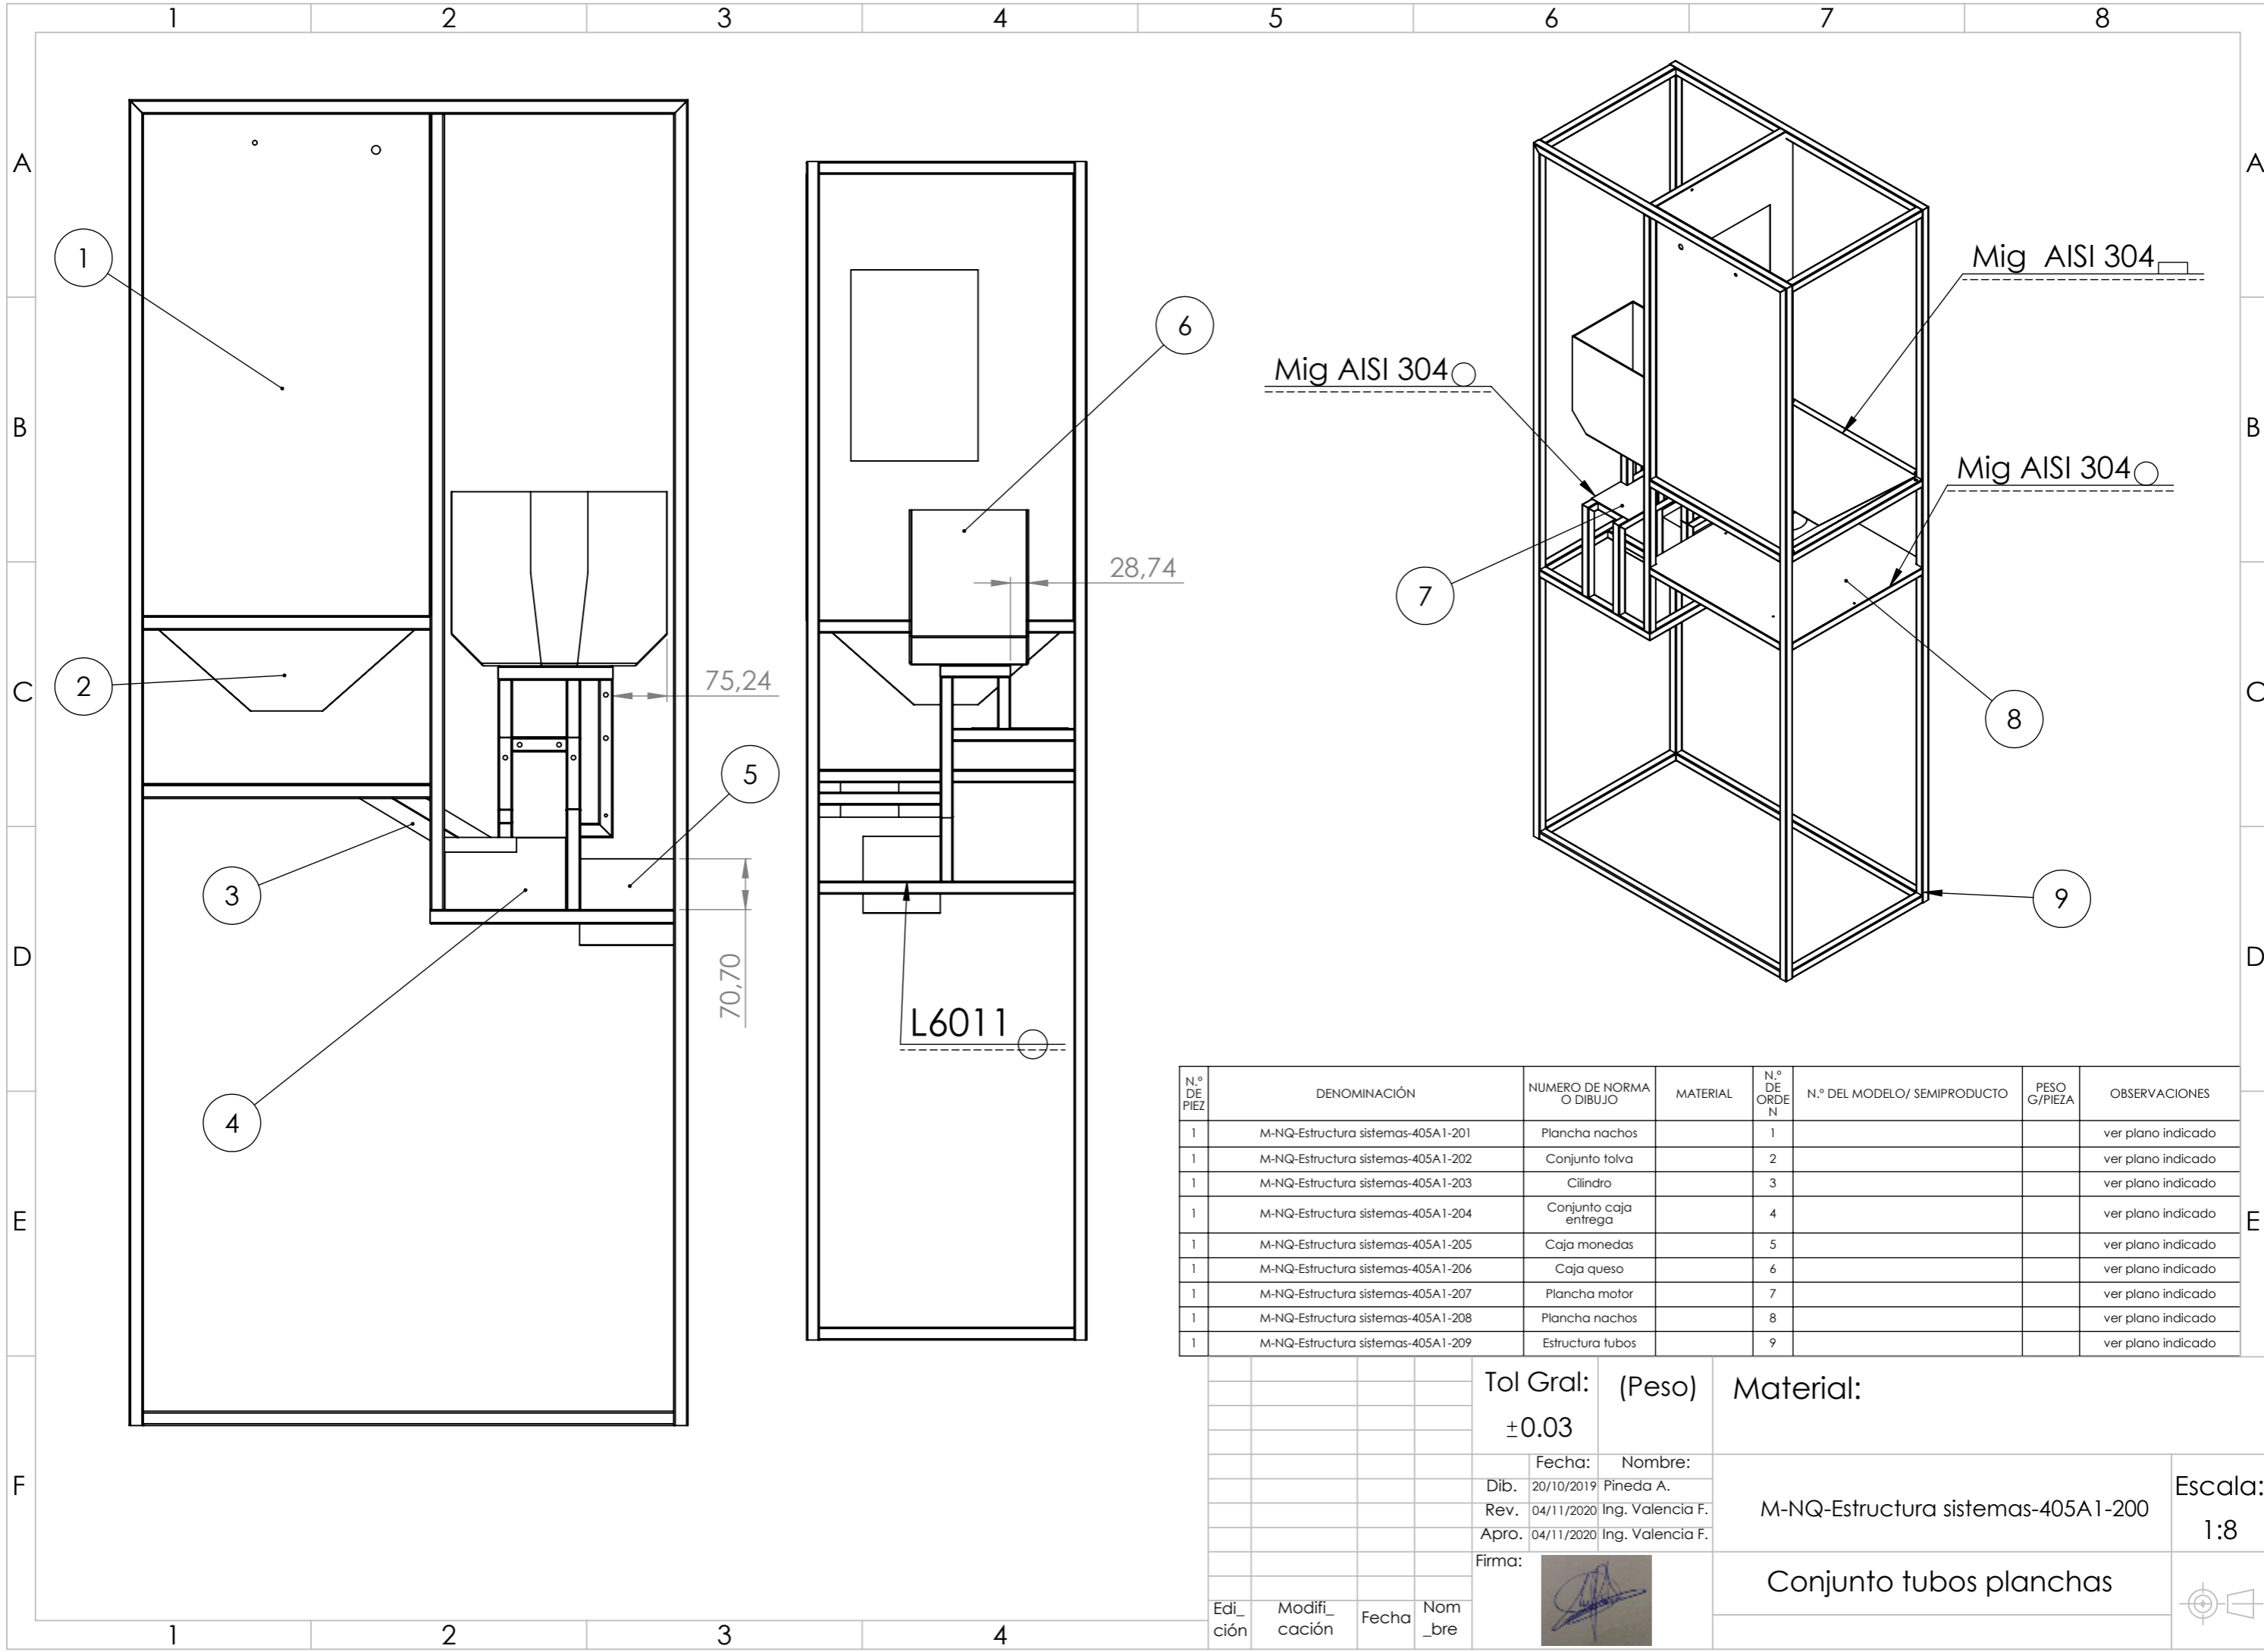 1 2 3 4 5 6 7 8
A A
B B
C C
D D
E E
F
1 2 3 4
1
2
3
4
5
75,24
70,70
6
28,74
L6011
Mig AISI 304
Mig AISI 304
Mig AISI 304
7
8
9
N.º DE PIEZ DENOMINACIÓN NUMERO DE NORMA O DIBUJO MATERIAL N.º DE ORDE N N.º DEL MODELO/ SEMIPRODUCTO PESO G/PIEZA OBSERVACIONES
1 M-NQ-Estructura sistemas-405A1-201 Plancha nachos 1 ver plano indicado
1 M-NQ-Estructura sistemas-405A1-202 Conjunto tolva 2 ver plano indicado
1 M-NQ-Estructura sistemas-405A1-203 Cilindro 3 ver plano indicado
1 M-NQ-Estructura sistemas-405A1-204 Conjunto caja entrega 4 ver plano indicado
1 M-NQ-Estructura sistemas-405A1-205 Caja monedas 5 ver plano indicado
1 M-NQ-Estructura sistemas-405A1-206 Caja queso 6 ver plano indicado
1 M-NQ-Estructura sistemas-405A1-207 Plancha motor 7 ver plano indicado
1 M-NQ-Estructura sistemas-405A1-208 Plancha nachos 8 ver plano indicado
1 M-NQ-Estructura sistemas-405A1-209 Estructura tubos 9 ver plano indicado
Tol Gral: (Peso) Material:
±0.03
Fecha: Nombre:
Dib. 20/10/2019 Pineda A.
Rev. 04/11/2020 Ing. Valencia F.
Apro. 04/11/2020 Ing. Valencia F.
M-NQ-Estructura sistemas-405A1-200
Escala:
1:8
Firma:
Conjunto tubos planchas
Edi_ Modifi_ Fecha Nom
ción cación _bre